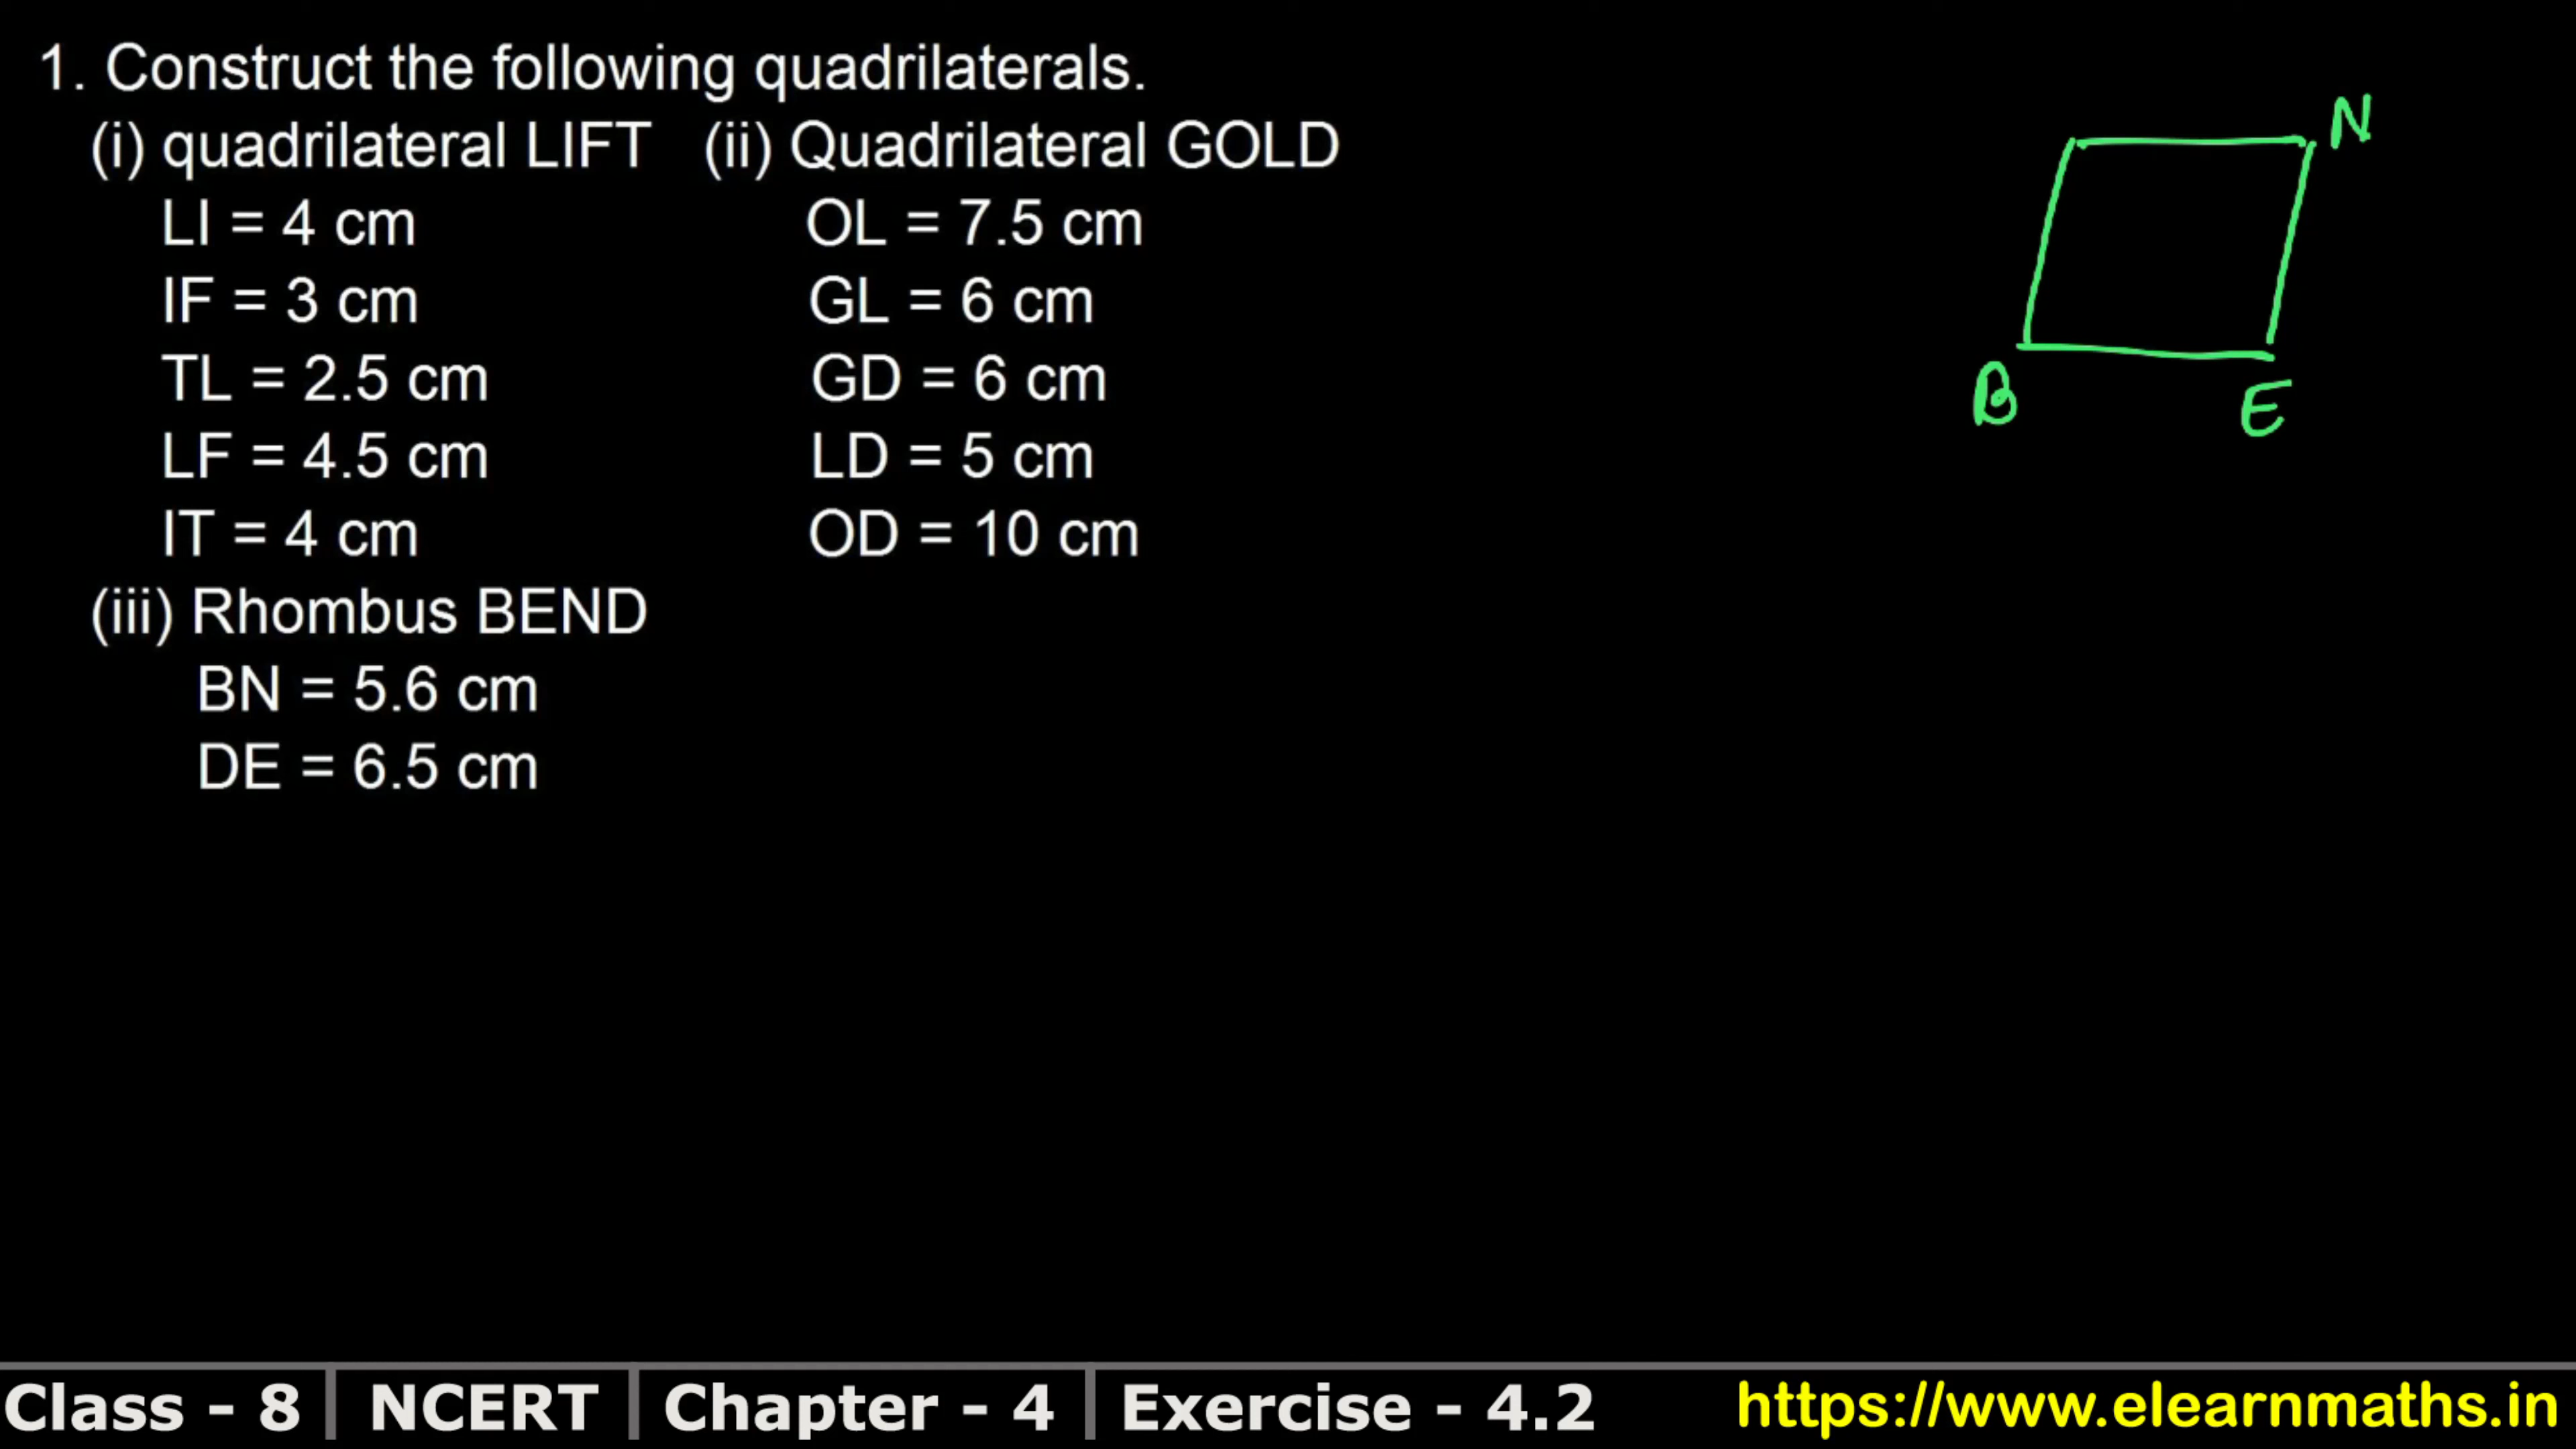 1. Construct the following quadrilaterals.
(i) quadrilateral LIFT (ii) Quadrilateral GOLD
LI = 4 cm OL = 7.5 cm
IF = 3 cm GL = 6 cm
TL = 2.5 cm GD = 6 cm
LF = 4.5 cm LD = 5 cm
IT = 4 cm OD = 10 cm
(iii) Rhombus BEND
BN = 5.6 cm
DE = 6.5 cm
N
B E
Class - 8 | NCERT | Chapter - 4 | Exercise - 4.2 https://www.elearnmaths.in